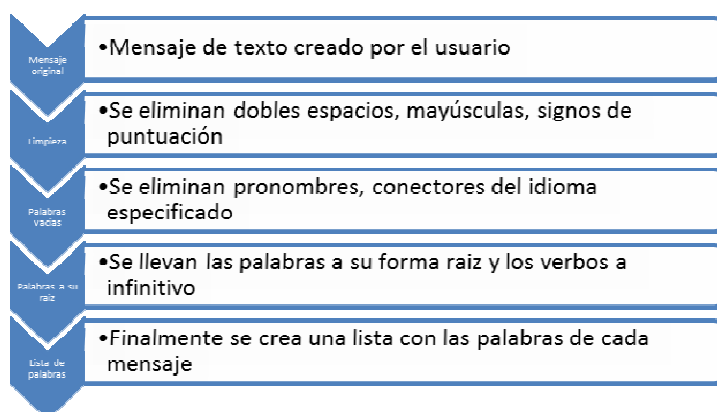 Mensaje
original
•Mensaje de texto creado por el usuario
Limpieza
•Se eliminan dobles espacios, mayúsculas, signos de
puntuación
Palabras
vacías
•Se eliminan pronombres, conectores del idioma
especificado
Palabras a su
raiz
•Se llevan las palabras a su forma raiz y los verbos a
infinitivo
Lista de
palabras
•Finalmente se crea una lista con las palabras de cada
mensaje